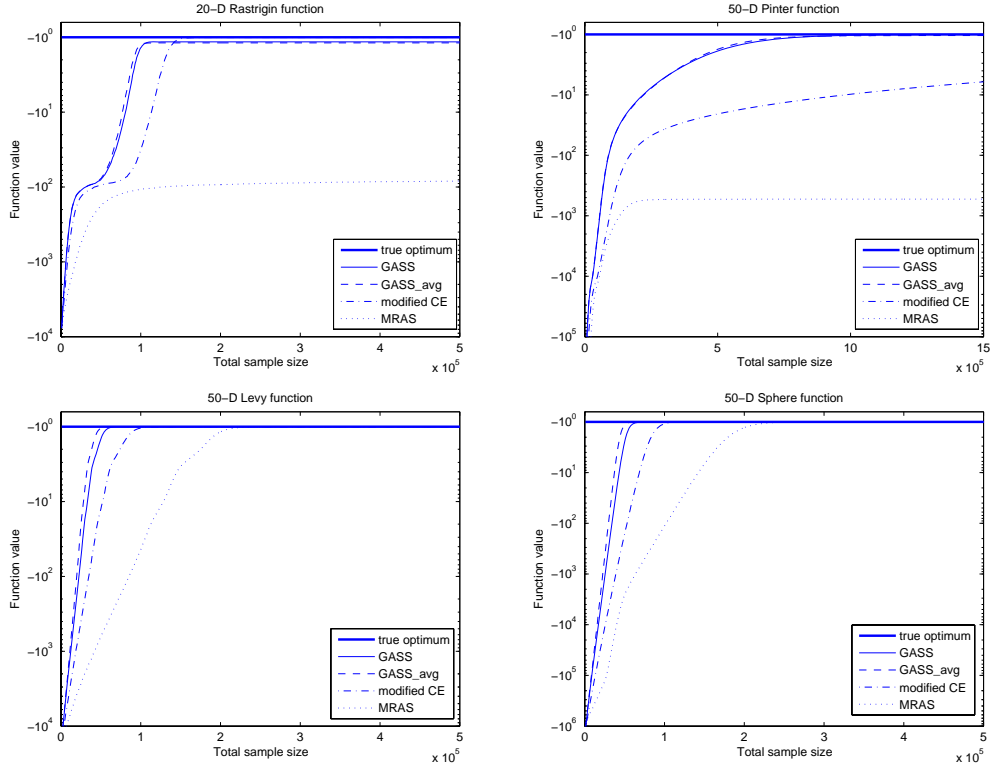 20−D Rastrigin function
−10^0
−10^1
−10^2
−10^3
−10^4
Function value
true optimum
GASS
GASS_avg
modified CE
MRAS
0 1 2 3 4 5
Total sample size
x 10^5
50−D Pinter function
−10^0
−10^1
−10^2
−10^3
−10^4
−10^5
Function value
true optimum
GASS
GASS_avg
modified CE
MRAS
0 5 10 15
Total sample size
x 10^5
50−D Levy function
−10^0
−10^1
−10^2
−10^3
−10^4
Function value
true optimum
GASS
GASS_avg
modified CE
MRAS
0 1 2 3 4 5
Total sample size
x 10^5
50−D Sphere function
−10^0
−10^1
−10^2
−10^3
−10^4
−10^5
−10^6
Function value
true optimum
GASS
GASS_avg
modified CE
MRAS
0 1 2 3 4 5
Total sample size
x 10^5